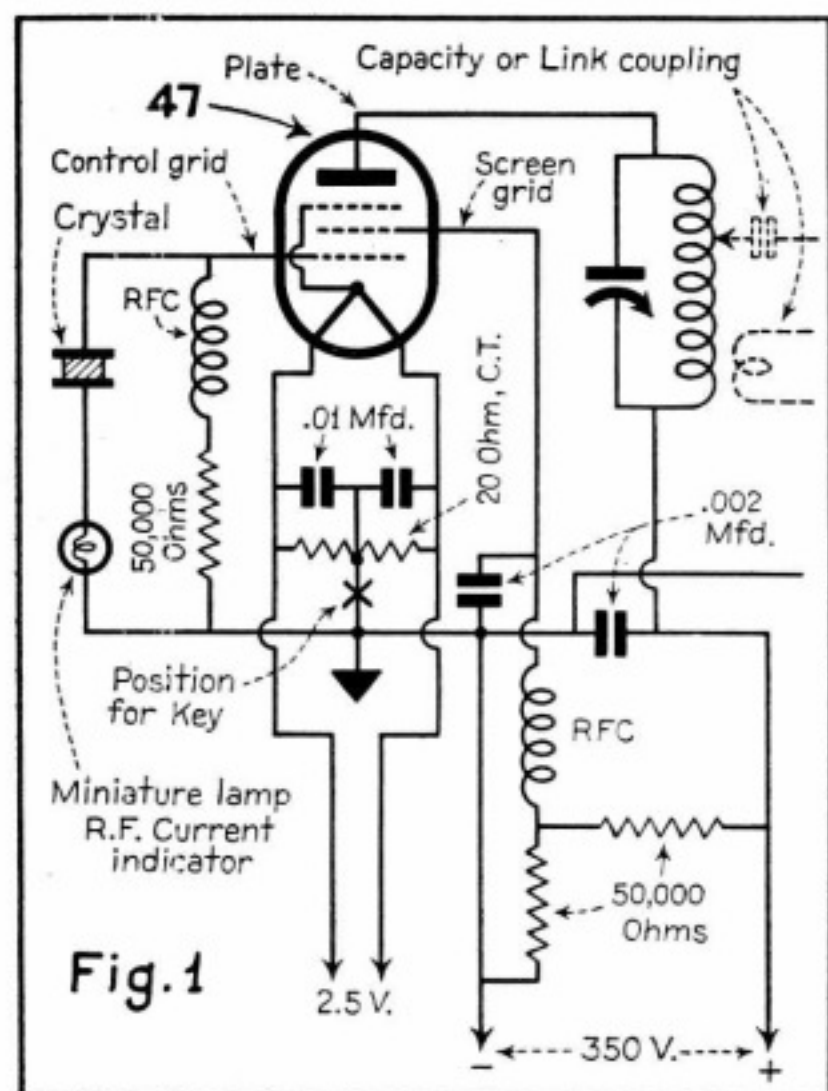 Plate
Capacity or Link coupling
47
Control grid
Screen
grid
Crystal
RFC
.01 Mfd.
20 Ohm, C.T.
50,000
Ohms
.002
Mfd.
Position
for Key
RFC
Miniature lamp
R.F. Current
indicator
50,000
Ohms
Fig.1
2.5 V.
- 350 V. +